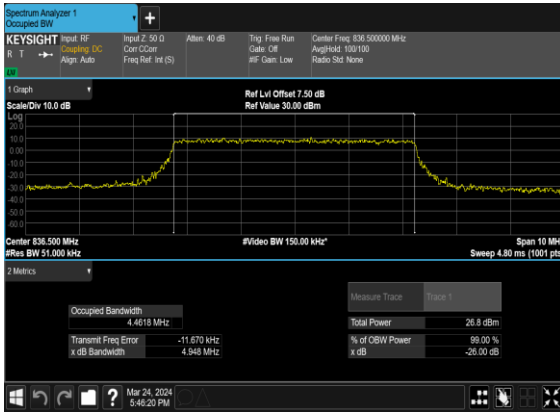 Spectrum Analyzer 1
Occupied BW
+
KEYSIGHT Input: RF Input Z: 50 Ω Atten: 40 dB Trig: Free Run Center Freq: 836.500000 MHz
R T Coupling: DC Corr CCorr Gate: Off Avg|Hold: 100/100
Align: Auto Freq Ref: Int (S) #IF Gain: Low Radio Std: None
LV
1 Graph
Ref Lvl Offset 7.50 dB
Scale/Div 10.0 dB Ref Value 30.00 dBm
Log
20.0
10.0
0.00
-10.0
-20.0
-30.0
-40.0
-50.0
-60.0
Center 836.500 MHz #Video BW 150.00 kHz* Span 10 MH
#Res BW 51.000 kHz Sweep 4.80 ms (1001 pts
2 Metrics
Measure Trace Trace 1
Occupied Bandwidth
4.4618 MHz Total Power 26.8 dBm
Transmit Freq Error -11.670 kHz % of OBW Power 99.00 %
x dB Bandwidth 4.948 MHz x dB -26.00 dB
? Mar 24, 2024
5:46:20 PM